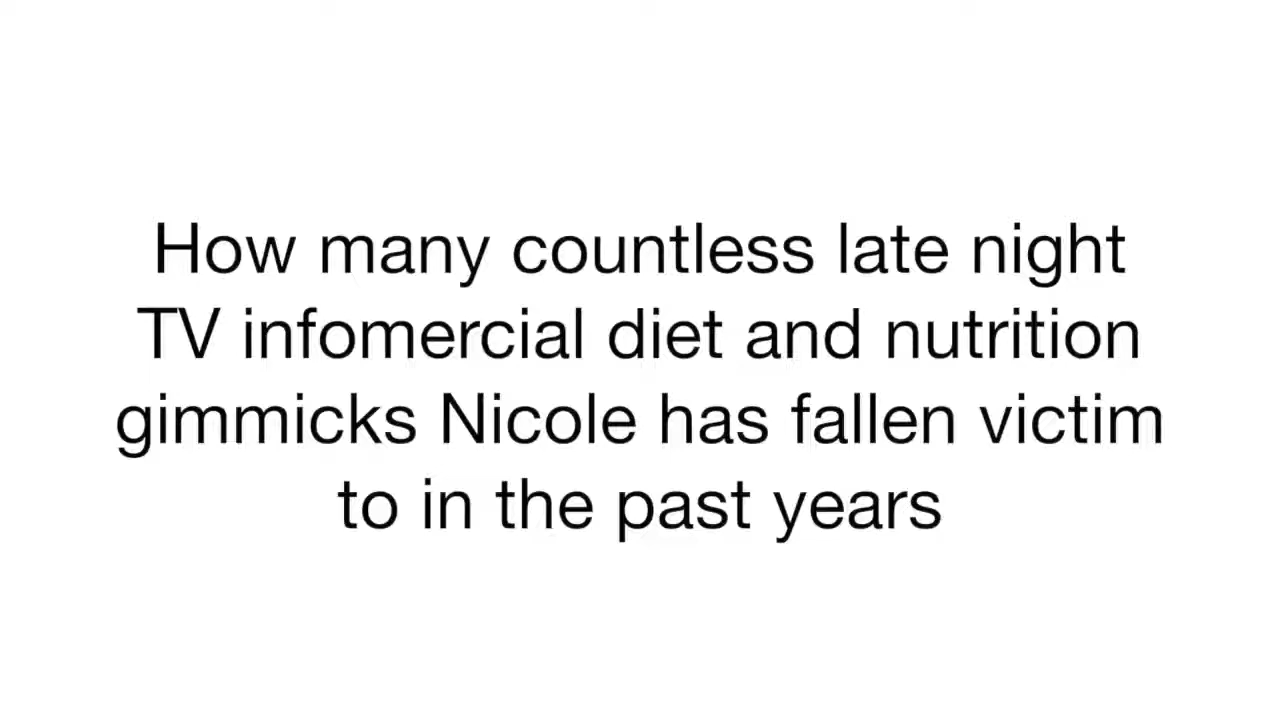 How many countless late night
TV infomercial diet and nutrition
gimmicks Nicole has fallen victim
to in the past years